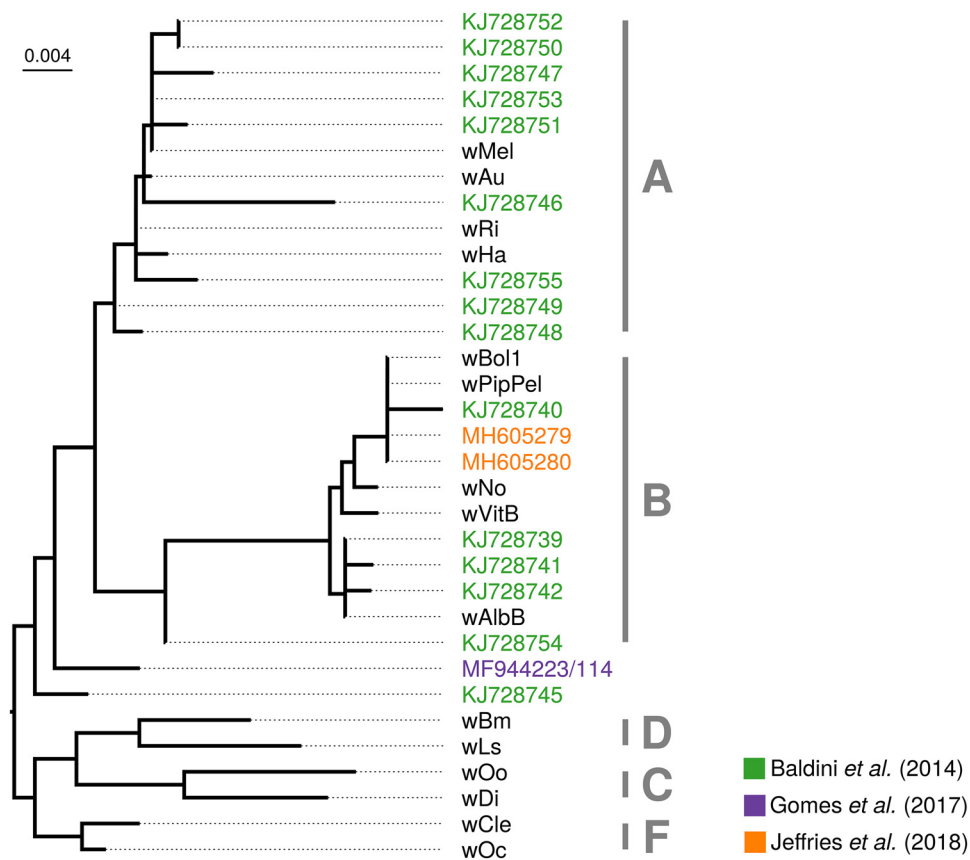 KJ728752
0.004
KJ728750
KJ728747
KJ728753
KJ728751
wMel
wAu
A
KJ728746
wRi
wHa
KJ728755
KJ728749
KJ728748
wBol1
wPipPel
KJ728740
MH605279
MH605280
wNo
B
wVitB
KJ728739
KJ728741
KJ728742
wAlbB
KJ728754
MF944223/114
KJ728745
wBm
D
wLs
wOo
C
wDi
wCle
F
wOc
Baldini et al. (2014)
Gomes et al. (2017)
Jeffries et al. (2018)